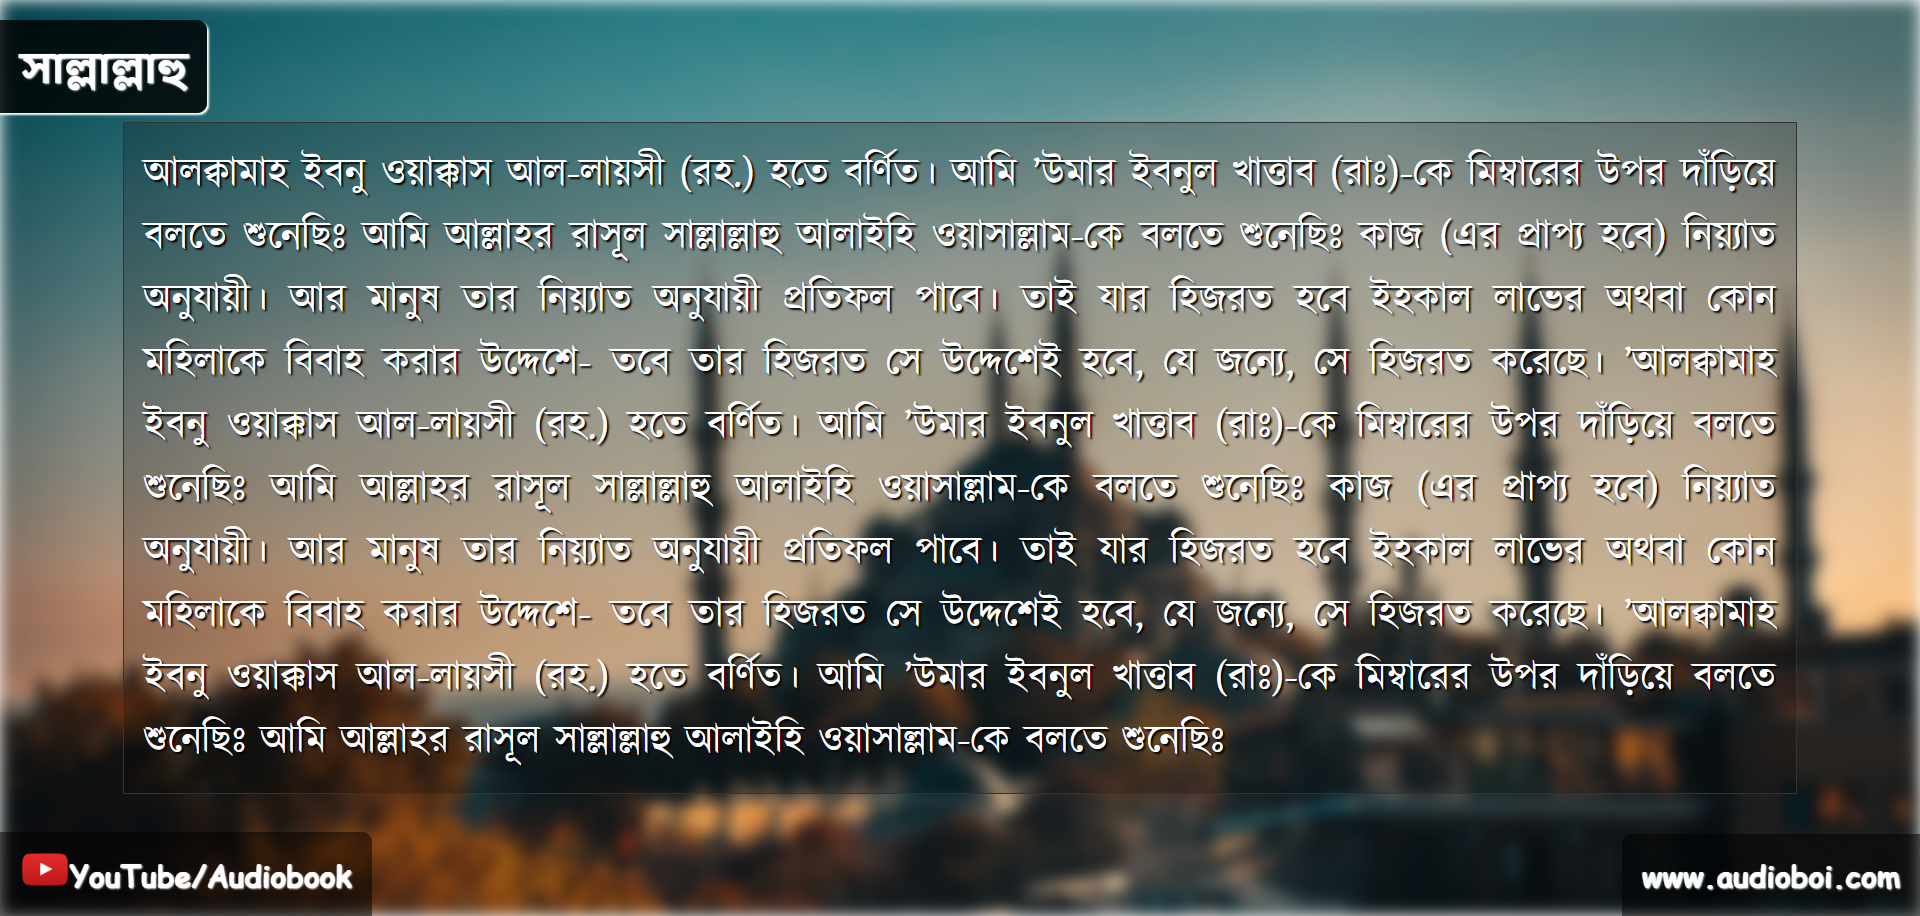 সাল্লাল্লাহু
আলক্বামাহ ইবনু ওয়াক্কাস আল-লায়সী (রহ.) হতে বর্ণিত। আমি ’উমার ইবনুল খাত্তাব (রাঃ)-কে মিম্বারের উপর দাঁড়িয়ে
বলতে শুনেছিঃ আমি আল্লাহর রাসূল সাল্লাল্লাহু আলাইহি ওয়াসাল্লাম-কে বলতে শুনেছিঃ কাজ (এর প্রাপ্য হবে) নিয়্যাত
অনুযায়ী। আর মানুষ তার নিয়্যাত অনুযায়ী প্রতিফল পাবে। তাই যার হিজরত হবে ইহকাল লাভের অথবা কোন
মহিলাকে বিবাহ করার উদ্দেশে- তবে তার হিজরত সে উদ্দেশেই হবে, যে জন্যে, সে হিজরত করেছে। ’আলক্বামাহ
ইবনু ওয়াক্কাস আল-লায়সী (রহ.) হতে বর্ণিত। আমি ’উমার ইবনুল খাত্তাব (রাঃ)-কে মিম্বারের উপর দাঁড়িয়ে বলতে
শুনেছিঃ আমি আল্লাহর রাসূল সাল্লাল্লাহু আলাইহি ওয়াসাল্লাম-কে বলতে শুনেছিঃ কাজ (এর প্রাপ্য হবে) নিয়্যাত
অনুযায়ী। আর মানুষ তার নিয়্যাত অনুযায়ী প্রতিফল পাবে। তাই যার হিজরত হবে ইহকাল লাভের অথবা কোন
মহিলাকে বিবাহ করার উদ্দেশে- তবে তার হিজরত সে উদ্দেশেই হবে, যে জন্যে, সে হিজরত করেছে। ’আলক্বামাহ
ইবনু ওয়াক্কাস আল-লায়সী (রহ.) হতে বর্ণিত। আমি ’উমার ইবনুল খাত্তাব (রাঃ)-কে মিম্বারের উপর দাঁড়িয়ে বলতে
শুনেছিঃ আমি আল্লাহর রাসূল সাল্লাল্লাহু আলাইহি ওয়াসাল্লাম-কে বলতে শুনেছিঃ
YouTube/Audiobook
www.audioboi.com